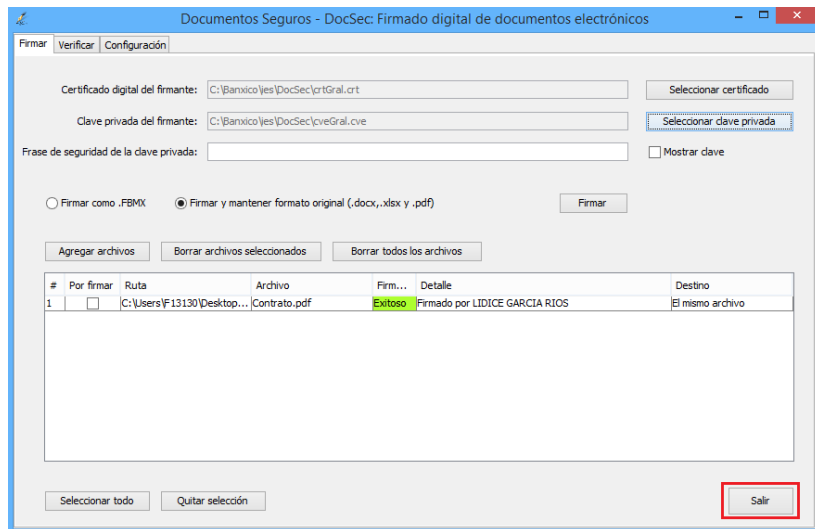 Documentos Seguros - DocSec: Firmado digital de documentos electrónicos
Firmar Verificar Configuración
Certificado digital del firmante: C:\Banxico\ies\DocSec\crtGral.crt Seleccionar certificado
Clave privada del firmante: C:\Banxico\ies\DocSec\cveGral.cve Seleccionar clave privada
Frase de seguridad de la clave privada: Mostrar clave
Firmar como .FBMX Firmar y mantener formato original (.docx,.xlsx y .pdf) Firmar
Agregar archivos Borrar archivos seleccionados Borrar todos los archivos
# Por firmar Ruta Archivo Firm... Detalle Destino
1 C:\Users\F13130\Desktop... Contrato.pdf Exitoso Firmado por LIDICE GARCIA RIOS El mismo archivo
Seleccionar todo Quitar selección Salir